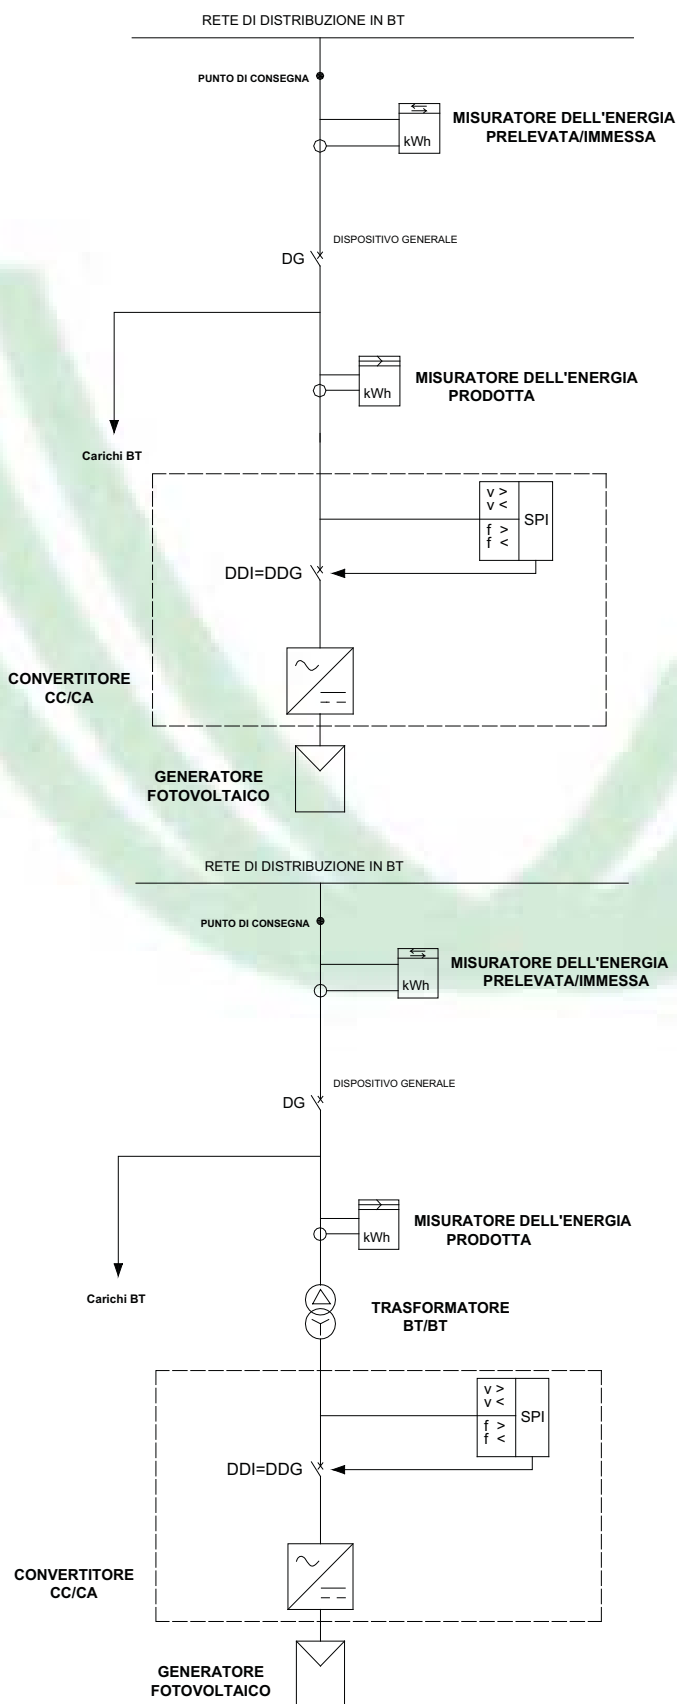 RETE DI DISTRIBUZIONE IN BT
PUNTO DI CONSEGNA
MISURATORE DELL'ENERGIA
PRELEVATA/IMMESSA
kWh
DISPOSITIVO GENERALE
DG
MISURATORE DELL'ENERGIA
PRODOTTA
kWh
Carichi BT
v >
v <
SPI
f >
f <
DDI=DDG
CONVERTITORE
CC/CA
GENERATORE
FOTOVOLTAICO
RETE DI DISTRIBUZIONE IN BT
PUNTO DI CONSEGNA
MISURATORE DELL'ENERGIA
PRELEVATA/IMMESSA
kWh
DISPOSITIVO GENERALE
DG
MISURATORE DELL'ENERGIA
PRODOTTA
kWh
Carichi BT
TRASFORMATORE
BT/BT
v >
v <
SPI
f >
f <
DDI=DDG
CONVERTITORE
CC/CA
GENERATORE
FOTOVOLTAICO